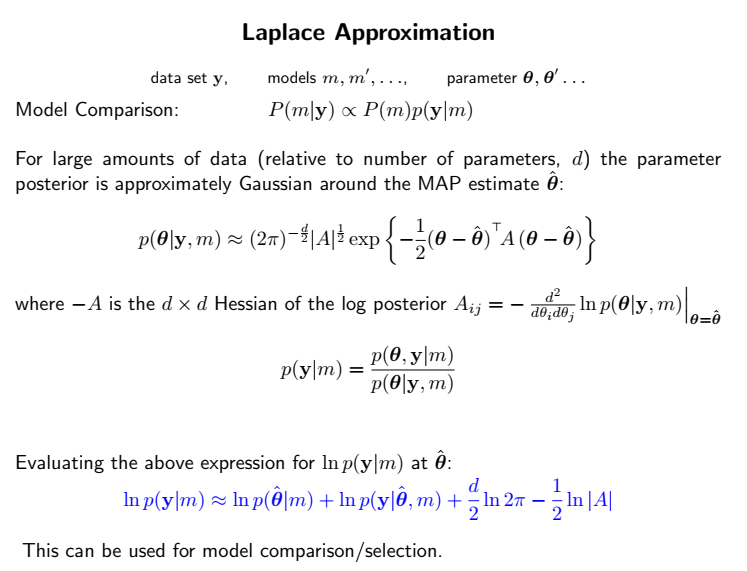 Laplace Approximation
data set y, models m, m′, . . . , parameter θ, θ′ . . .
Model Comparison: P(m|y) ∝ P(m)p(y|m)
For large amounts of data (relative to number of parameters, d) the parameter
posterior is approximately Gaussian around the MAP estimate θ̂:
p(θ|y, m) ≈ (2π)^{−d/2} |A|^{1/2} exp { −1/2 (θ − θ̂)^⊤ A (θ − θ̂) }
where −A is the d × d Hessian of the log posterior A_{ij} = − d²/(dθ_i dθ_j) ln p(θ|y, m)|_{θ=θ̂}
p(y|m) = p(θ, y|m) / p(θ|y, m)
Evaluating the above expression for ln p(y|m) at θ̂:
ln p(y|m) ≈ ln p(θ̂|m) + ln p(y|θ̂, m) + d/2 ln 2π − 1/2 ln |A|
This can be used for model comparison/selection.